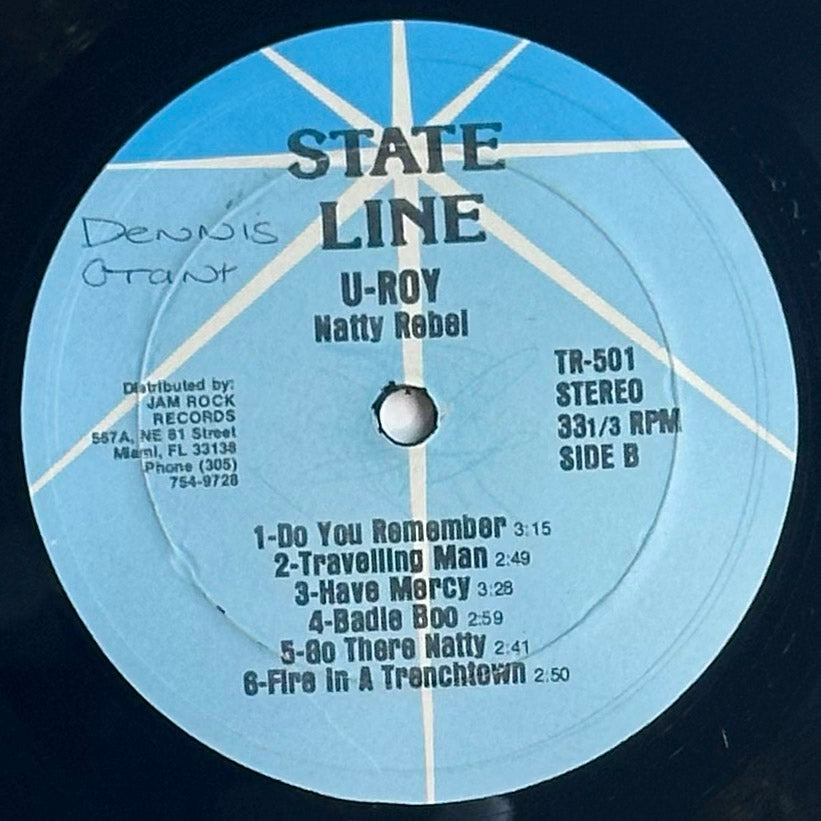 STATE
LINE
Dennis
Grant
U-ROY
Natty Rebel
Distributed by:
JAM ROCK
RECORDS
567A, NE 81 Street
Miami, FL 33138
Phone (305)
754-9728
TR-501
STEREO
331/3 RPM
SIDE B
1-Do You Remember 3:15
2-Travelling Man 2:49
3-Have Mercy 3:28
4-Badie Boo 2:59
5-Go There Natty 2:41
6-Fire In A Trenchtown 2:50